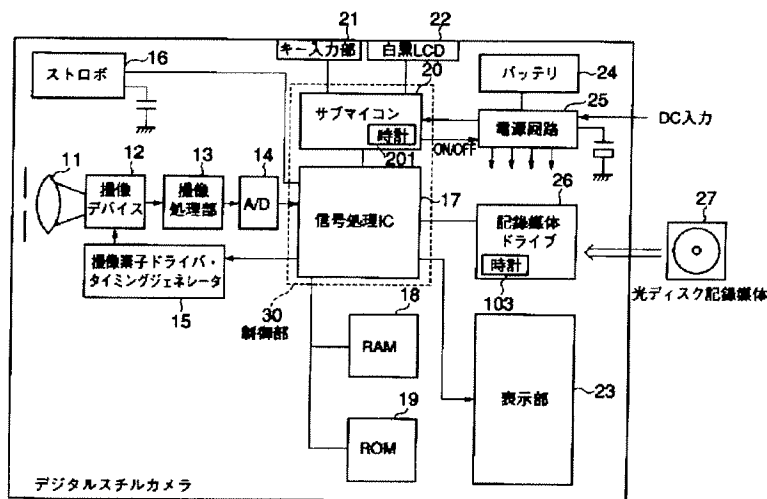 21
22
キー入力部
白黒LCD
16
ストロボ
20
サブマイコン
時計
201
バッテリ
24
25
電源回路
DC入力
ON/OFF
11
12
撮像
デバイス
13
撮像
処理部
14
A/D
17
信号処理IC
26
記録媒体
ドライブ
時計
103
27
光ディスク記録媒体
撮像素子ドライバ・
タイミングジェネレータ
15
30
制御部
18
RAM
19
ROM
表示部
23
デジタルスチルカメラ